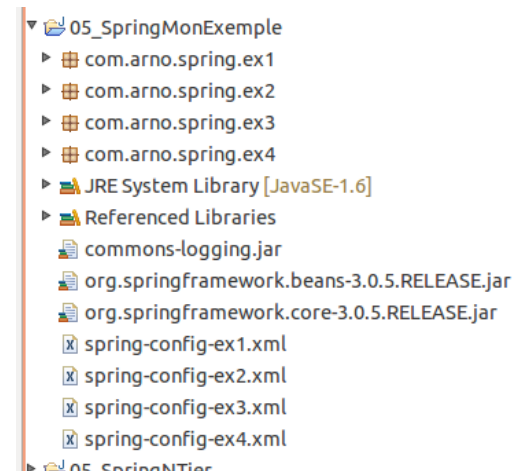 05_SpringMonExemple
com.arno.spring.ex1
com.arno.spring.ex2
com.arno.spring.ex3
com.arno.spring.ex4
JRE System Library [JavaSE-1.6]
Referenced Libraries
commons-logging.jar
org.springframework.beans-3.0.5.RELEASE.jar
org.springframework.core-3.0.5.RELEASE.jar
spring-config-ex1.xml
spring-config-ex2.xml
spring-config-ex3.xml
spring-config-ex4.xml
05_SpringNTier